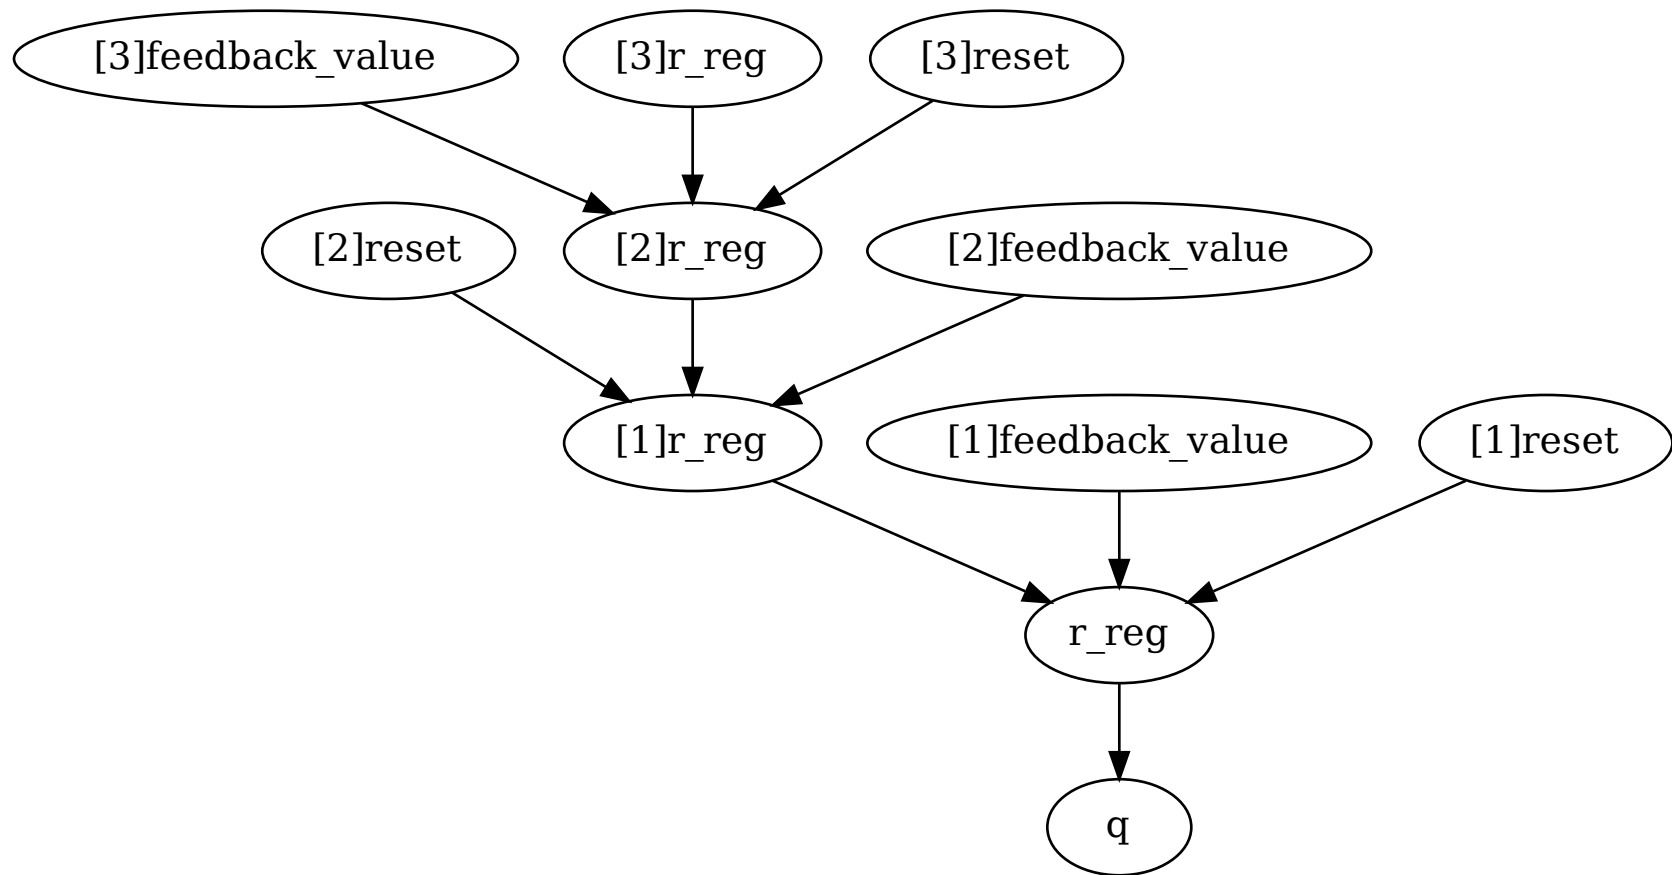 [3]feedback_value
[3]r_reg
[3]reset
[2]reset
[2]r_reg
[2]feedback_value
[1]r_reg
[1]feedback_value
[1]reset
r_reg
q